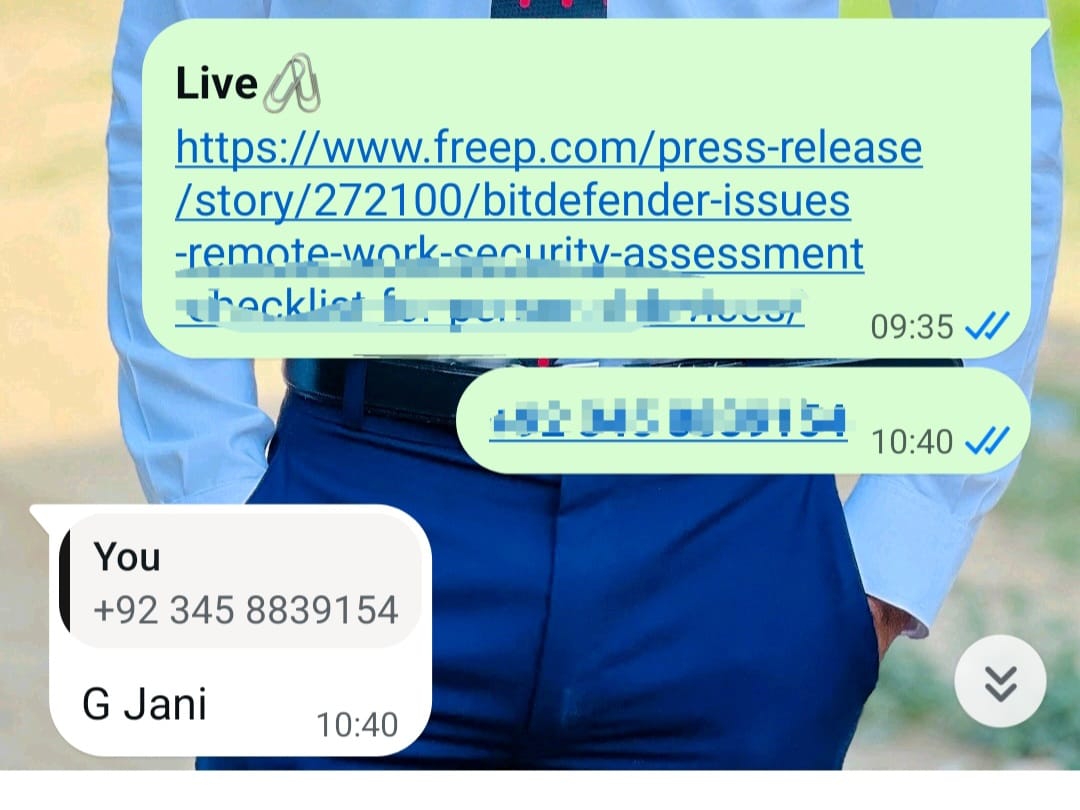 Live
https://www.freep.com/press-release
/story/272100/bitdefender-issues
-remote-work-security-assessment
09:35
10:40
You
+92 345 8839154
G Jani
10:40